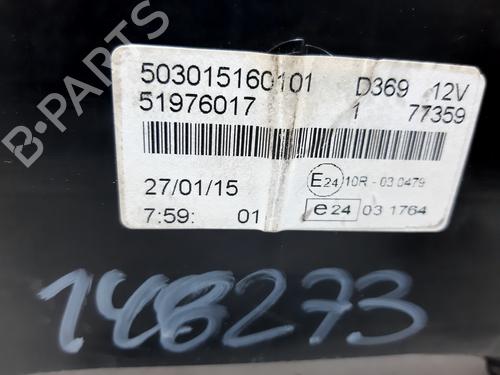 B-PARTS
503015160101 D369 12V
51976017 1 77359
27/01/15 E24 10R - 03 0479
7:59: 01 e24 03 1764
148273